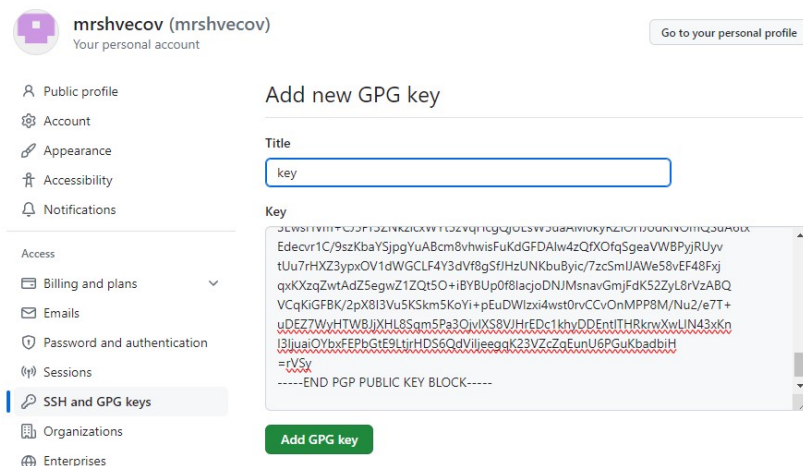 mrshvecov (mrshvecov)
Your personal account
Go to your personal profile
Public profile
Account
Appearance
Accessibility
Notifications
Access
Billing and plans
Emails
Password and authentication
Sessions
SSH and GPG keys
Organizations
Enterprises
Add new GPG key
Title
key
Key
Edecvr1C/9szKbaYSjpgYuABcm8vhwisFuKdGFDAlw4zQfXOfqSgeaVWBPyjRUyv
tUu7rHXZ3ypxOV1dWGCLF4Y3dVf8gSfJHzUNKbuByic/7zcSmIJAWe58vEF48Fxj
qxKXzqZwtAdZ5egwZ1ZQt5O+iBYBUp0f8IacjoDNJMsnavGmjFdK52ZyL8rVzABQ
VCqKiGFBK/2pX8I3Vu5KSkm5KoYi+pEuDWIzxi4wst0rvCCvOnMPP8M/Nu2/e7T+
uDEZ7WyHTWBJjXHL8Sqm5Pa3OjvIXS8VJHrEDc1khyDDEntITHRkrwXwLIN43xKn
I3ljuaiOYbxFEPbGtE9LtjrHDS6QdViljeegqK23VZcZqEunU6PGuKbadbiH
=rVSy
-----END PGP PUBLIC KEY BLOCK-----
Add GPG key